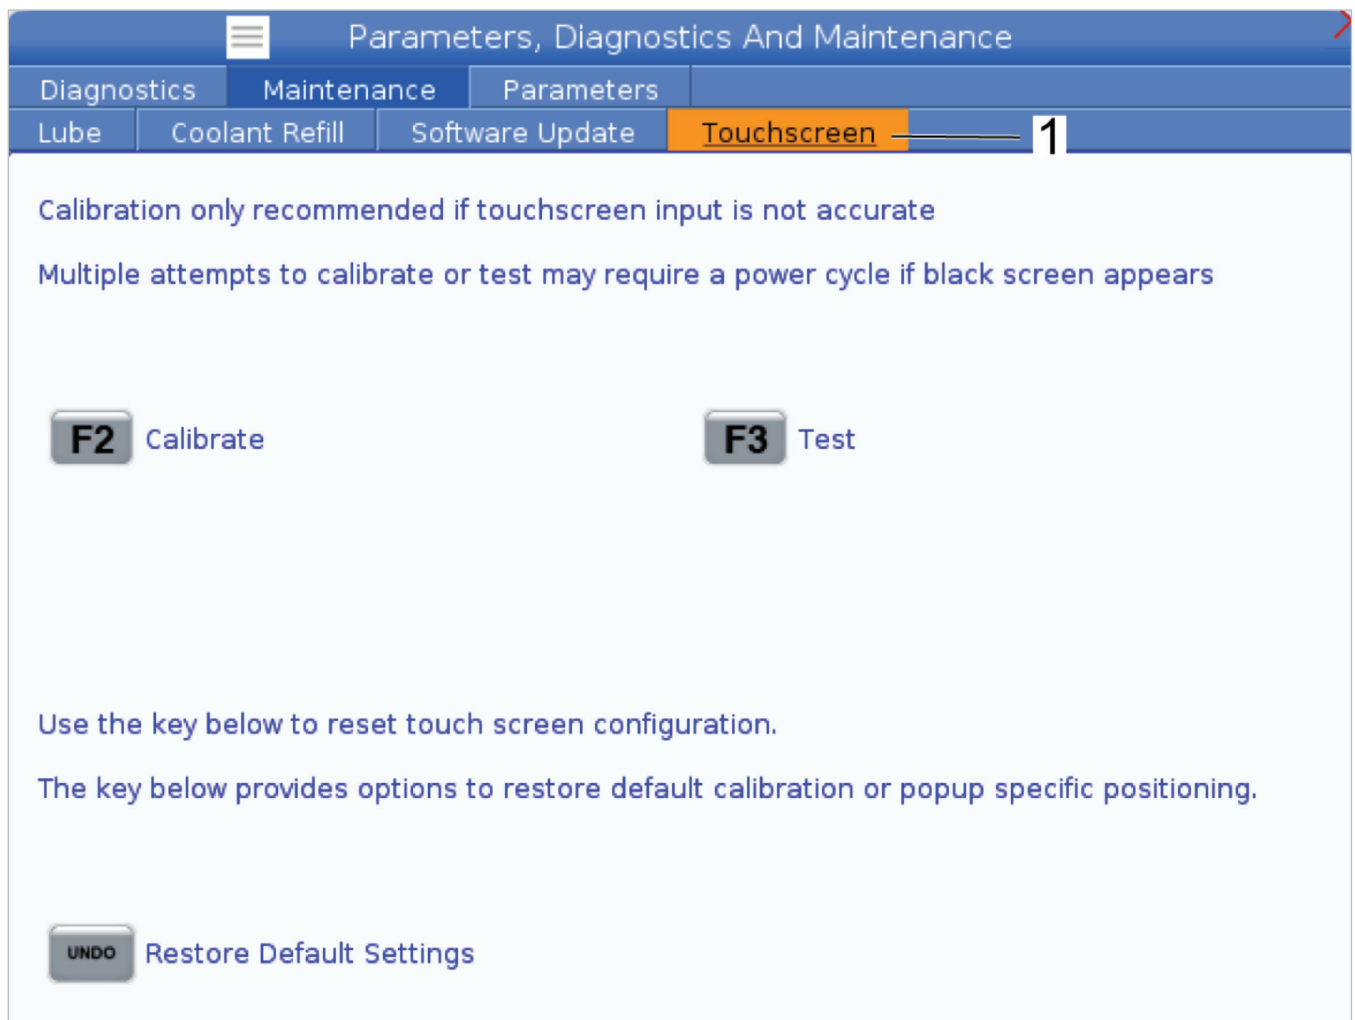 Parameters, Diagnostics And Maintenance
Diagnostics Maintenance Parameters
Lube Coolant Refill Software Update Touchscreen 1
Calibration only recommended if touchscreen input is not accurate
Multiple attempts to calibrate or test may require a power cycle if black screen appears
F2 Calibrate F3 Test
Use the key below to reset touch screen configuration.
The key below provides options to restore default calibration or popup specific positioning.
UNDO Restore Default Settings